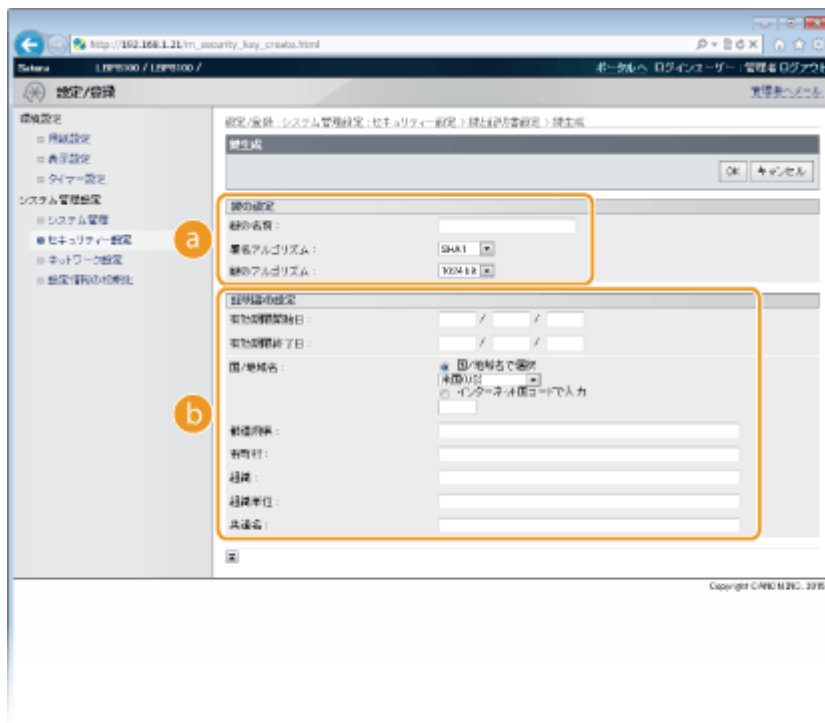 http://192.168.1.21/m_security_key_create.html
Satera LBP8100 / LBP8100 / ポータルへ ログインユーザー：管理者 ログアウト
設定/登録 管理者へメール
環境設定
用紙設定
表示設定
タイマー設定
システム管理設定
システム管理
セキュリティー設定
ネットワーク設定
設定情報の初期化
設定/登録：システム管理設定：セキュリティー設定 > 鍵と証明書設定 > 鍵生成
鍵生成
OK キャンセル
a
鍵の設定
鍵の名前：
署名アルゴリズム： SHA1
鍵のアルゴリズム： 1024 bit
b
証明書の設定
有効期間開始日： / /
有効期間終了日： / /
国/地域名： 国/地域名で選択
米国(US)
インターネット国コードで入力
都道府県：
市町村：
組織：
組織単位：
共通名：
Copyright CANON INC. 2015